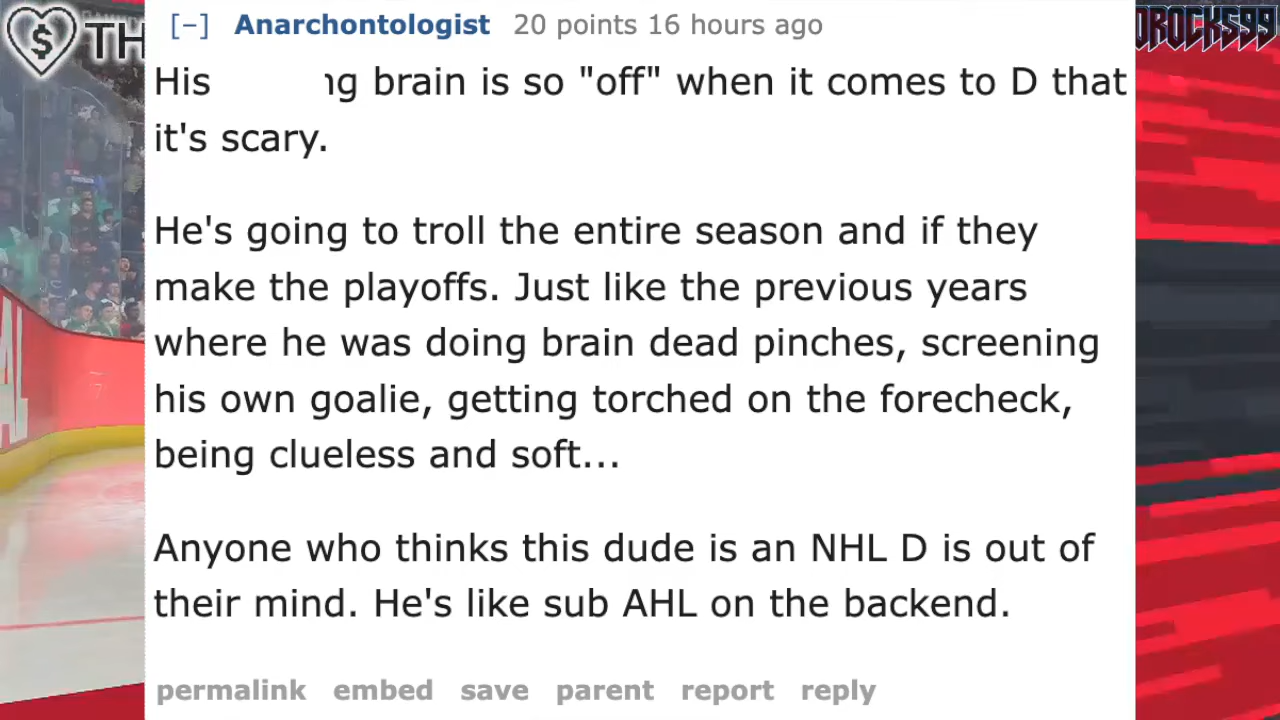 TH
[−] Anarchontologist 20 points 16 hours ago
DROCKS99
His ng brain is so "off" when it comes to D that
it's scary.
He's going to troll the entire season and if they
make the playoffs. Just like the previous years
where he was doing brain dead pinches, screening
his own goalie, getting torched on the forecheck,
being clueless and soft...
Anyone who thinks this dude is an NHL D is out of
their mind. He's like sub AHL on the backend.
permalink embed save parent report reply